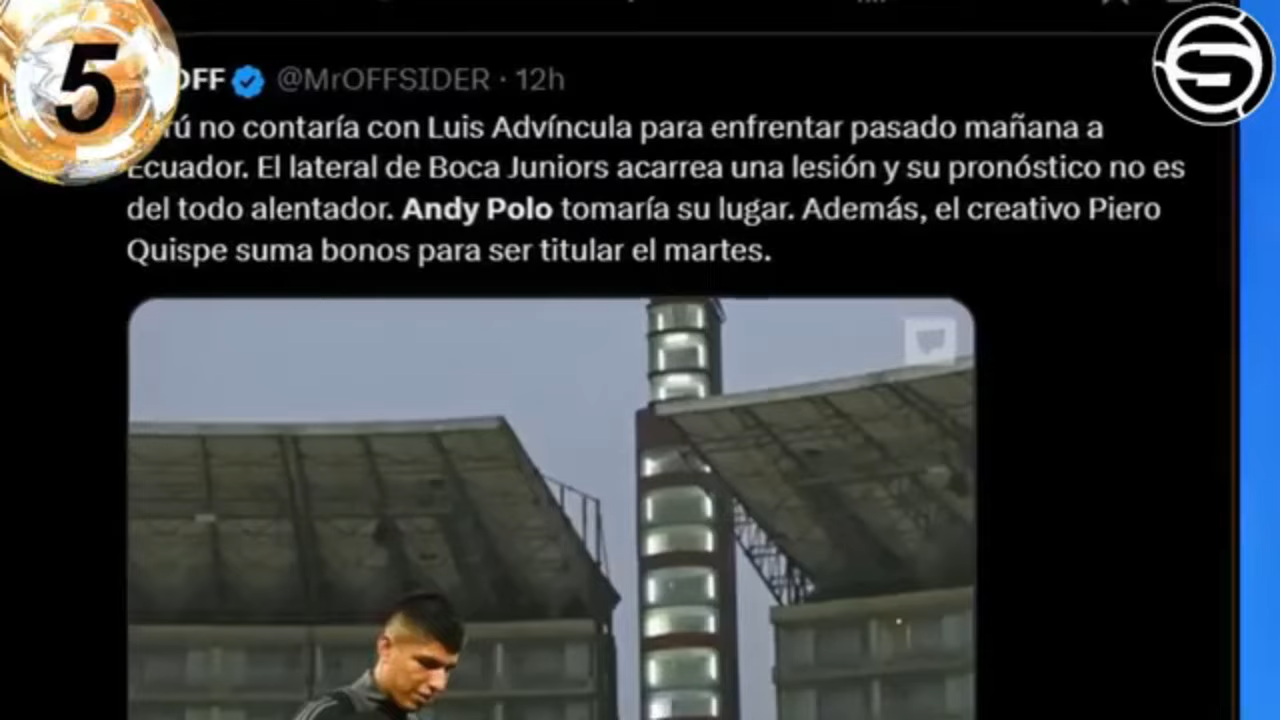 5
OFF @MrOFFSIDER · 12h
rú no contaría con Luis Advíncula para enfrentar pasado mañana a
Ecuador. El lateral de Boca Juniors acarrea una lesión y su pronóstico no es
del todo alentador. Andy Polo tomaría su lugar. Además, el creativo Piero
Quispe suma bonos para ser titular el martes.